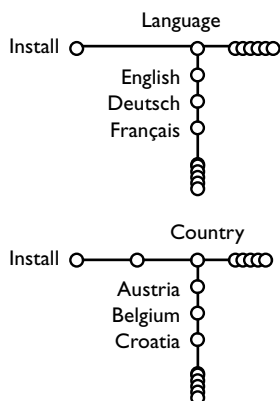 Language
Install
English
Deutsch
Français
Country
Install
Austria
Belgium
Croatia